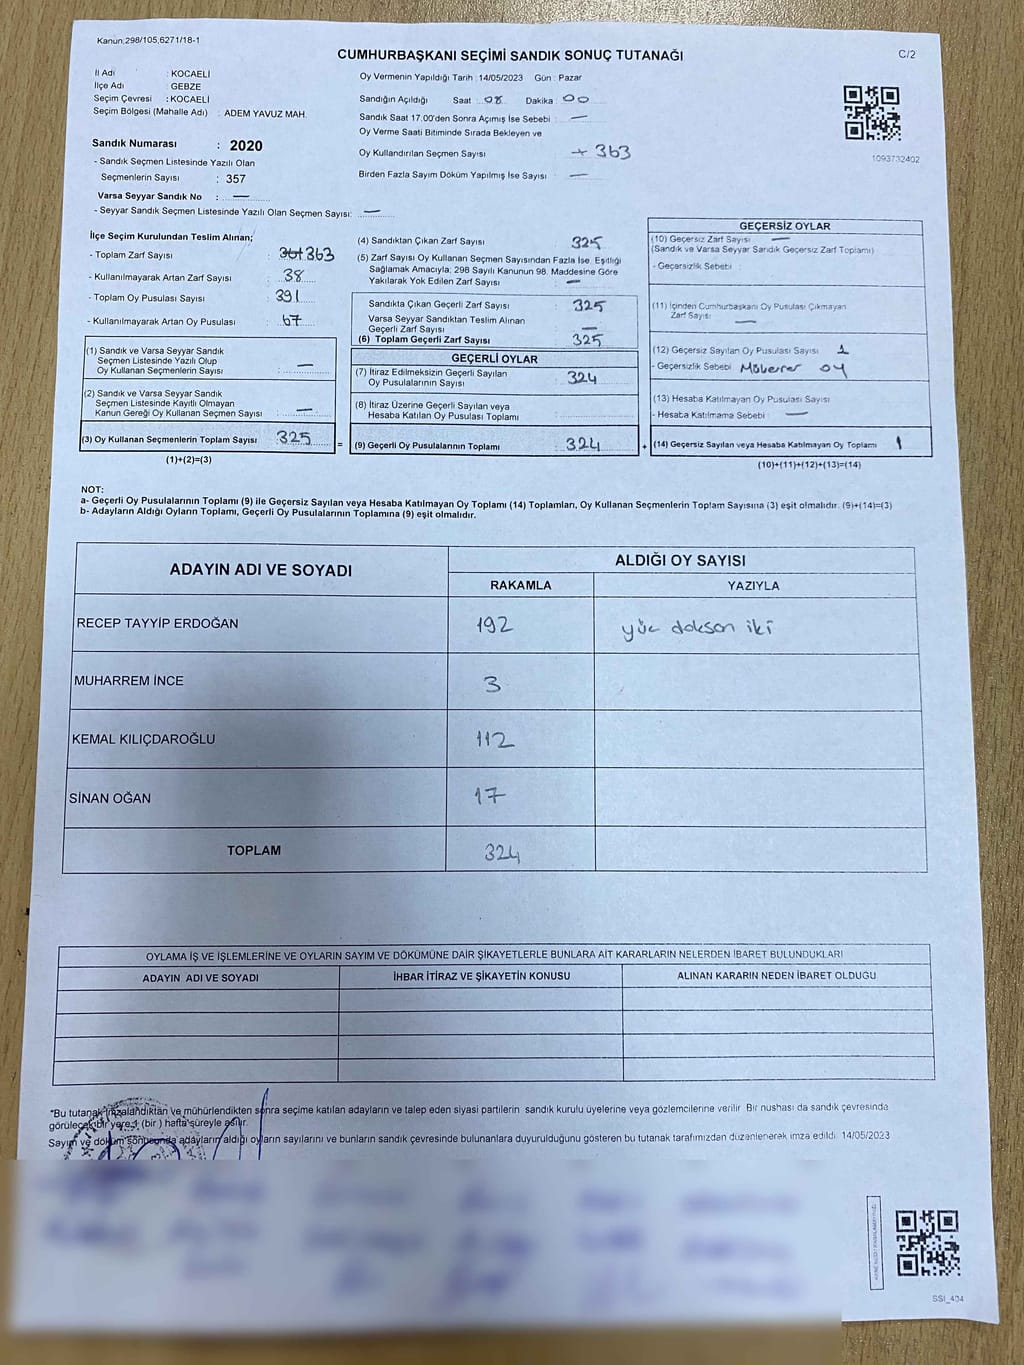 Kanun:298/105,6271/18-1
CUMHURBAŞKANI SEÇİMİ SANDIK SONUÇ TUTANAĞI
C/2
İl Adı : KOCAELİ
İlçe Adı : GEBZE
Seçim Çevresi : KOCAELİ
Seçim Bölgesi (Mahalle Adı) : ADEM YAVUZ MAH.
Oy Vermenin Yapıldığı Tarih :14/05/2023 Gün : Pazar
Sandığın Açıldığı Saat 08 Dakika 00
Sandık Saat 17.00'den Sonra Açımış İse Sebebi : —
Oy Verme Saati Bitiminde Sırada Bekleyen ve
Oy Kullandırılan Seçmen Sayısı 363
Birden Fazla Sayım Döküm Yapılmış İse Sayısı : —
1093732402
Sandık Numarası : 2020
- Sandık Seçmen Listesinde Yazılı Olan
Seçmenlerin Sayısı : 357
Varsa Seyyar Sandık No : —
- Seyyar Sandık Seçmen Listesinde Yazılı Olan Seçmen Sayısı: —
İlçe Seçim Kurulundan Teslim Alınan;
- Toplam Zarf Sayısı : 363
- Kullanılmayarak Artan Zarf Sayısı : 38
- Toplam Oy Pusulası Sayısı : 391
- Kullanılmayarak Artan Oy Pusulası : 67
(1) Sandık ve Varsa Seyyar Sandık
Seçmen Listesinde Yazılı Olup
Oy Kullanan Seçmenlerin Sayısı : —
(2) Sandık ve Varsa Seyyar Sandık
Seçmen Listesinde Kayıtlı Olmayan
Kanun Gereği Oy Kullanan Seçmen Sayısı : —
(3) Oy Kullanan Seçmenlerin Toplam Sayısı : 325 =
(1)+(2)=(3)
(4) Sandıktan Çıkan Zarf Sayısı 325
(5) Zarf Sayısı Oy Kullanan Seçmen Sayısından Fazla İse, Eşitliği
Sağlamak Amacıyla; 298 Sayılı Kanunun 98. Maddesine Göre
Yakılarak Yok Edilen Zarf Sayısı : —
Sandıkta Çıkan Geçerli Zarf Sayısı : 325
Varsa Seyyar Sandıktan Teslim Alınan
Geçerli Zarf Sayısı : —
(6) Toplam Geçerli Zarf Sayısı : 325
GEÇERLİ OYLAR
(7) İtiraz Edilmeksizin Geçerli Sayılan
Oy Pusulalarının Sayısı : 324
(8) İtiraz Üzerine Geçerli Sayılan veya
Hesaba Katılan Oy Pusulası Toplamı :
(9) Geçerli Oy Pusulalarının Toplamı : 324 +
GEÇERSİZ OYLAR
(10) Geçersiz Zarf Sayısı —
(Sandık ve Varsa Seyyar Sandık Geçersiz Zarf Toplamı)
- Geçersizlik Sebebi :
(11) İçinden Cumhurbaşkanı Oy Pusulası Çıkmayan
Zarf Sayısı : —
(12) Geçersiz Sayılan Oy Pusulası Sayısı : 1
- Geçersizlik Sebebi : Mükerrer oy
(13) Hesaba Katılmayan Oy Pusulası Sayısı
- Hesaba Katılmama Sebebi : —
(14) Geçersiz Sayılan veya Hesaba Katılmayan Oy Toplamı : 1
(10)+(11)+(12)+(13)=(14)
NOT:
a- Geçerli Oy Pusulalarının Toplamı (9) ile Geçersiz Sayılan veya Hesaba Katılmayan Oy Toplamı (14) Toplamları, Oy Kullanan Seçmenlerin Toplam Sayısına (3) eşit olmalıdır. (9)+(14)=(3)
b- Adayların Aldığı Oyların Toplamı, Geçerli Oy Pusulalarının Toplamına (9) eşit olmalıdır.
ADAYIN ADI VE SOYADI
ALDIĞI OY SAYISI
RAKAMLA YAZIYLA
RECEP TAYYİP ERDOĞAN 192 yüz doksan iki
MUHARREM İNCE 3
KEMAL KILIÇDAROĞLU 112
SİNAN OĞAN 17
TOPLAM 324
OYLAMA İŞ VE İŞLEMLERİNE VE OYLARIN SAYIM VE DÖKÜMÜNE DAİR ŞİKAYETLERLE BUNLARA AİT KARARLARIN NELERDEN İBARET BULUNDUKLARI
ADAYIN ADI VE SOYADI İHBAR İTİRAZ VE ŞİKAYETİN KONUSU ALINAN KARARIN NEDEN İBARET OLDUĞU
"Bu tutanak imzalandıktan ve mühürlendikten sonra seçime katılan adayların ve talep eden siyasi partilerin sandık kurulu üyelerine veya gözlemcilerine verilir. Bir nushası da sandık çevresinde
görülecek bir yere 1 (bir ) hafta süreyle asılır.
Sayım ve döküm sonucunda adayların aldığı oyların sayılarını ve bunların sandık çevresinde bulunanlara duyurulduğunu gösteren bu tutanak tarafımızdan düzenlenerek imza edildi. 14/05/2023
SSI_404